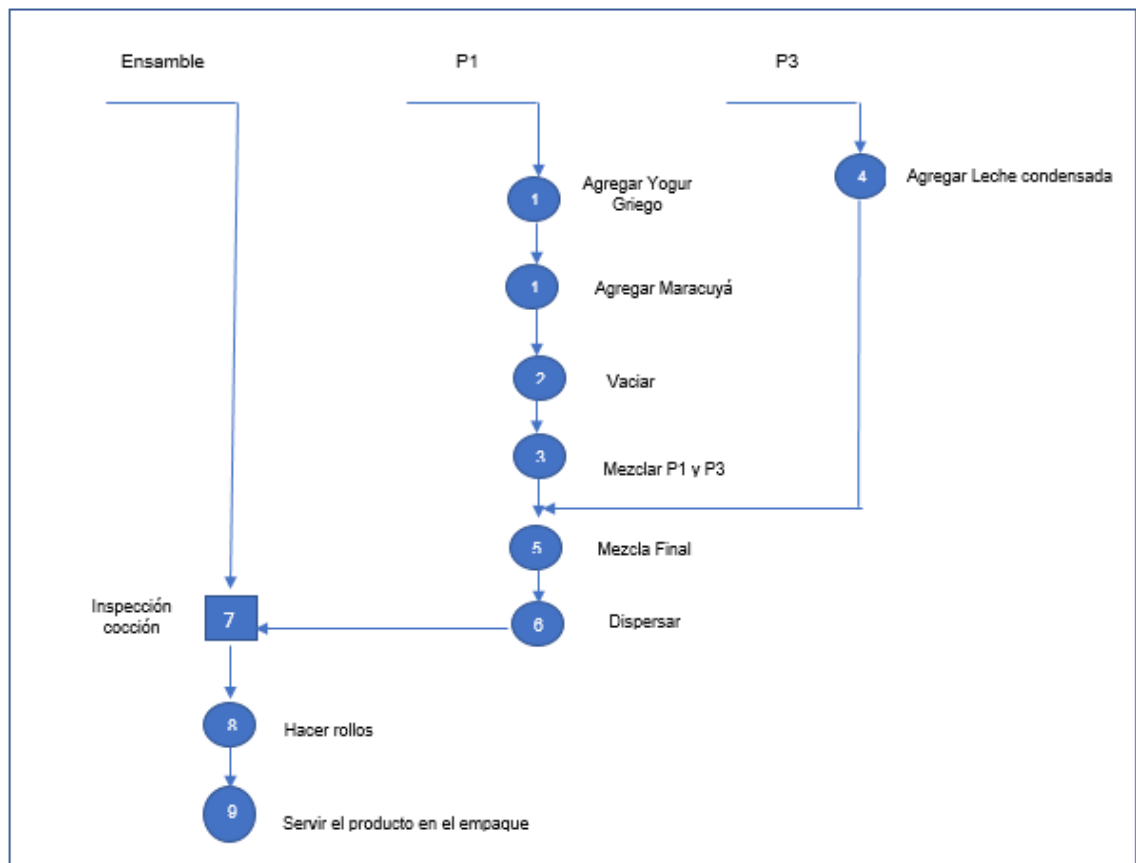 Ensamble
P1
P3
1
Agregar Yogur
Griego
4
Agregar Leche condensada
1
Agregar Maracuyá
2
Vaciar
3
Mezclar P1 y P3
5
Mezcla Final
Inspección
cocción
7
6
Dispersar
8
Hacer rollos
9
Servir el producto en el empaque